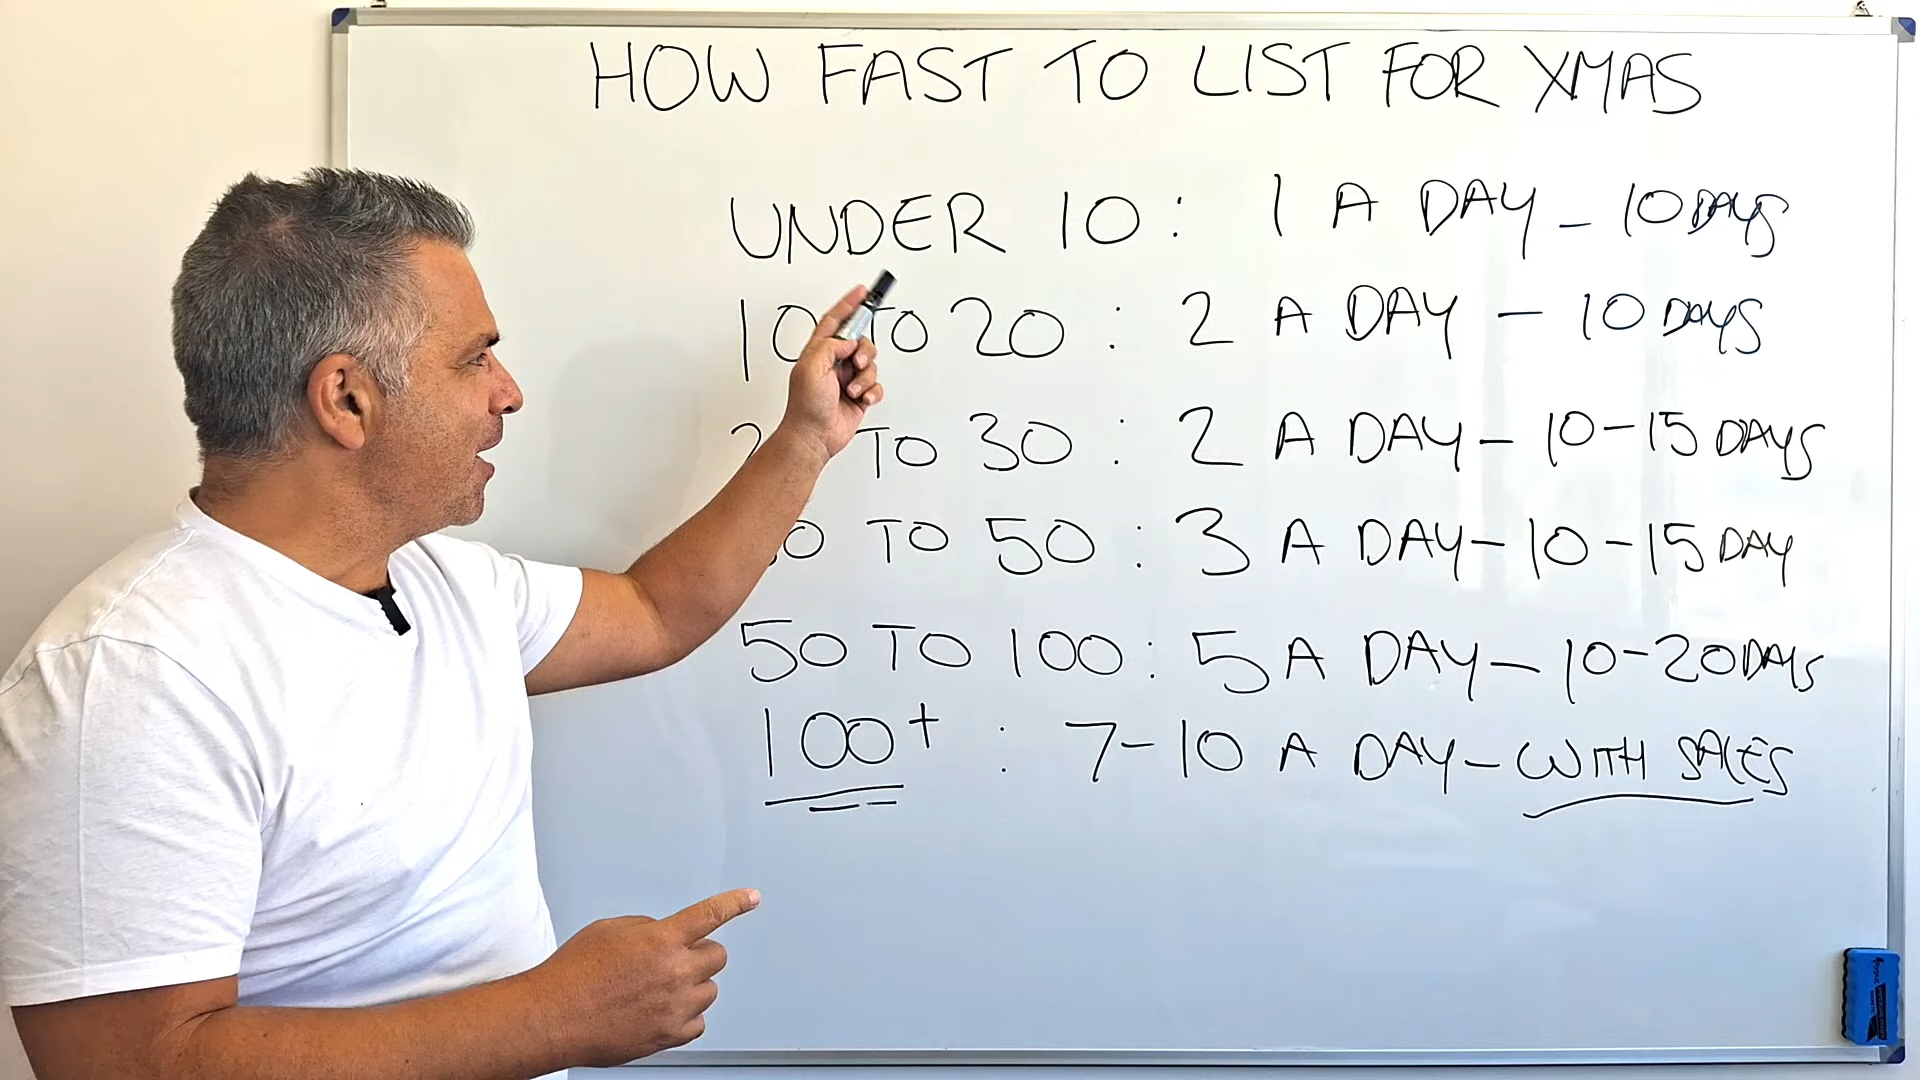 HOW FAST TO LIST FOR XMAS
UNDER 10 : 1 A DAY - 10 DAYS
10 TO 20 : 2 A DAY - 10 DAYS
TO 30 : 2 A DAY - 10-15 DAYS
TO 50 : 3 A DAY - 10-15 DAY
50 TO 100 : 5 A DAY - 10-20 DAYS
100+ : 7-10 A DAY - WITH SALES